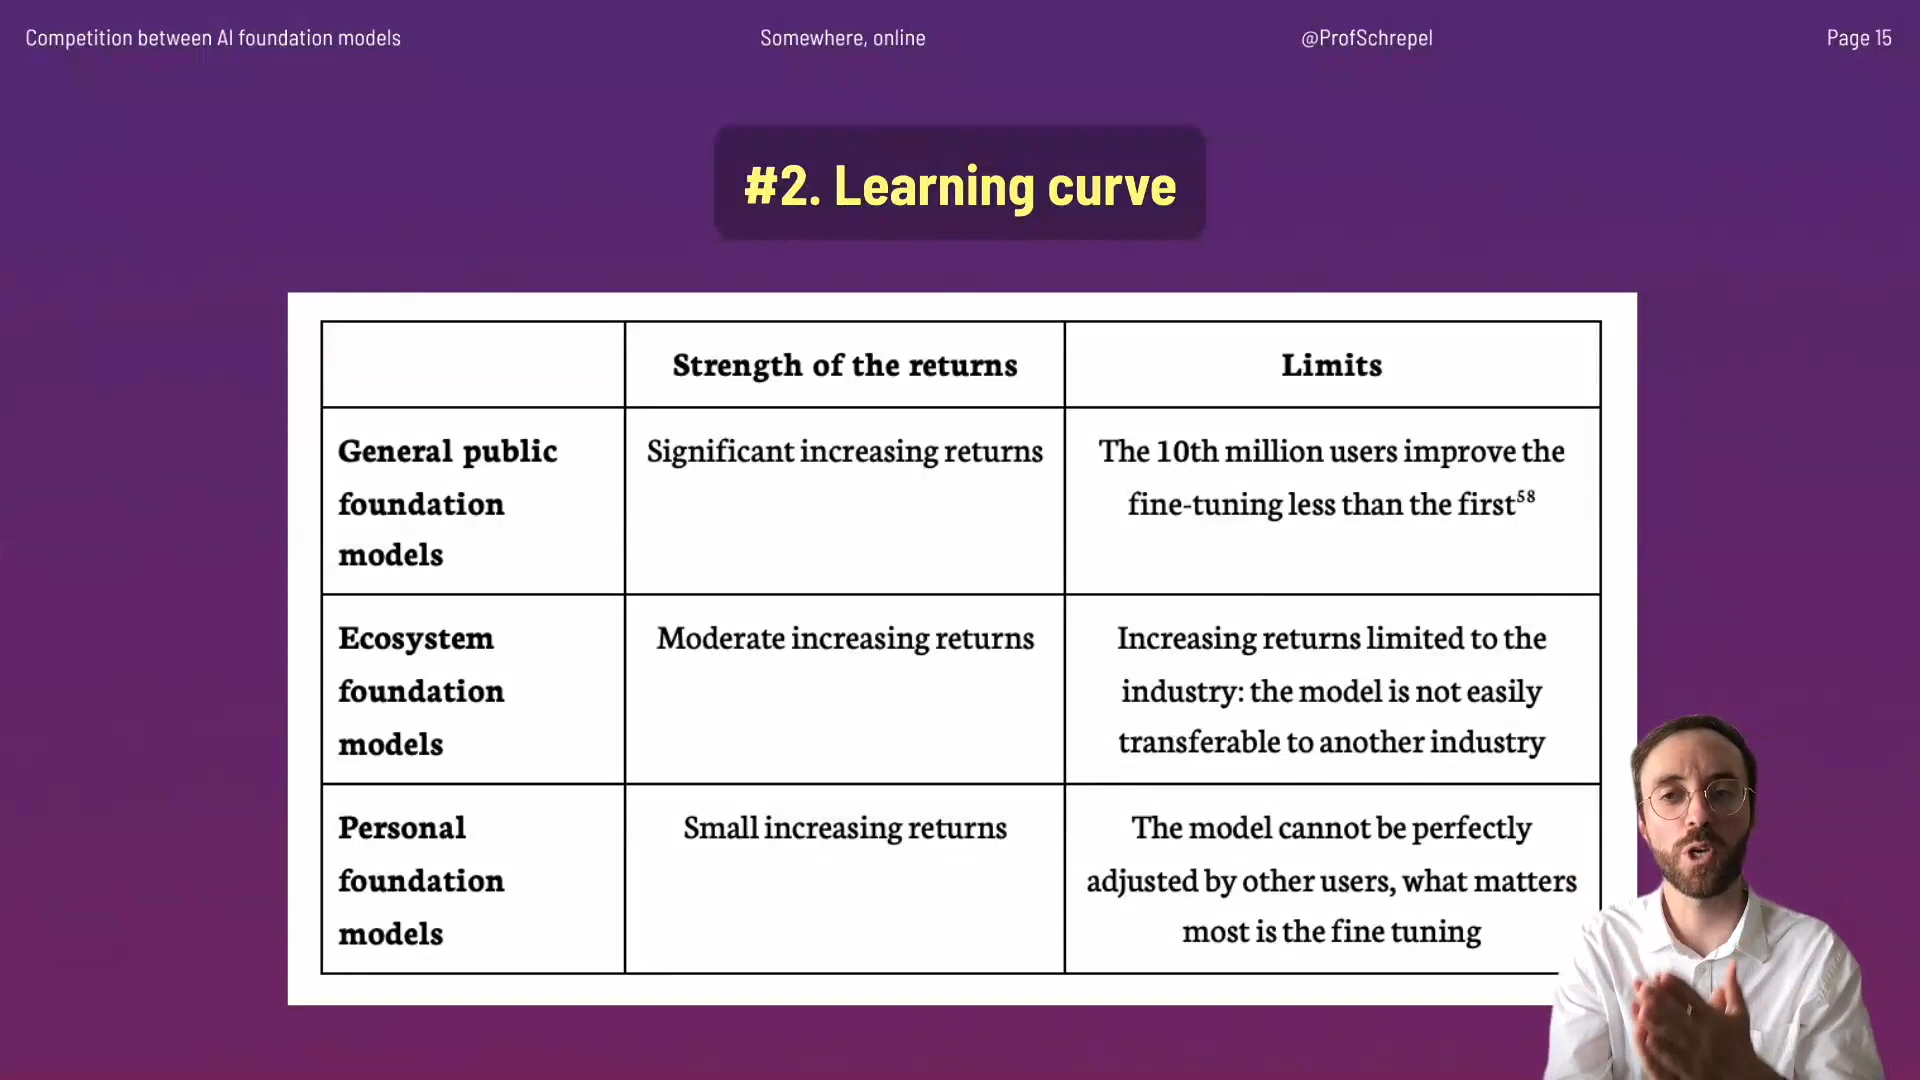 Competition between AI foundation models
Somewhere, online
@ProfSchrepel
Page 15
#2. Learning curve
Strength of the returns
Limits
General public
foundation
models
Significant increasing returns
The 10th million users improve the
fine-tuning less than the first⁵⁸
Ecosystem
foundation
models
Moderate increasing returns
Increasing returns limited to the
industry: the model is not easily
transferable to another industry
Personal
foundation
models
Small increasing returns
The model cannot be perfectly
adjusted by other users, what matters
most is the fine tuning